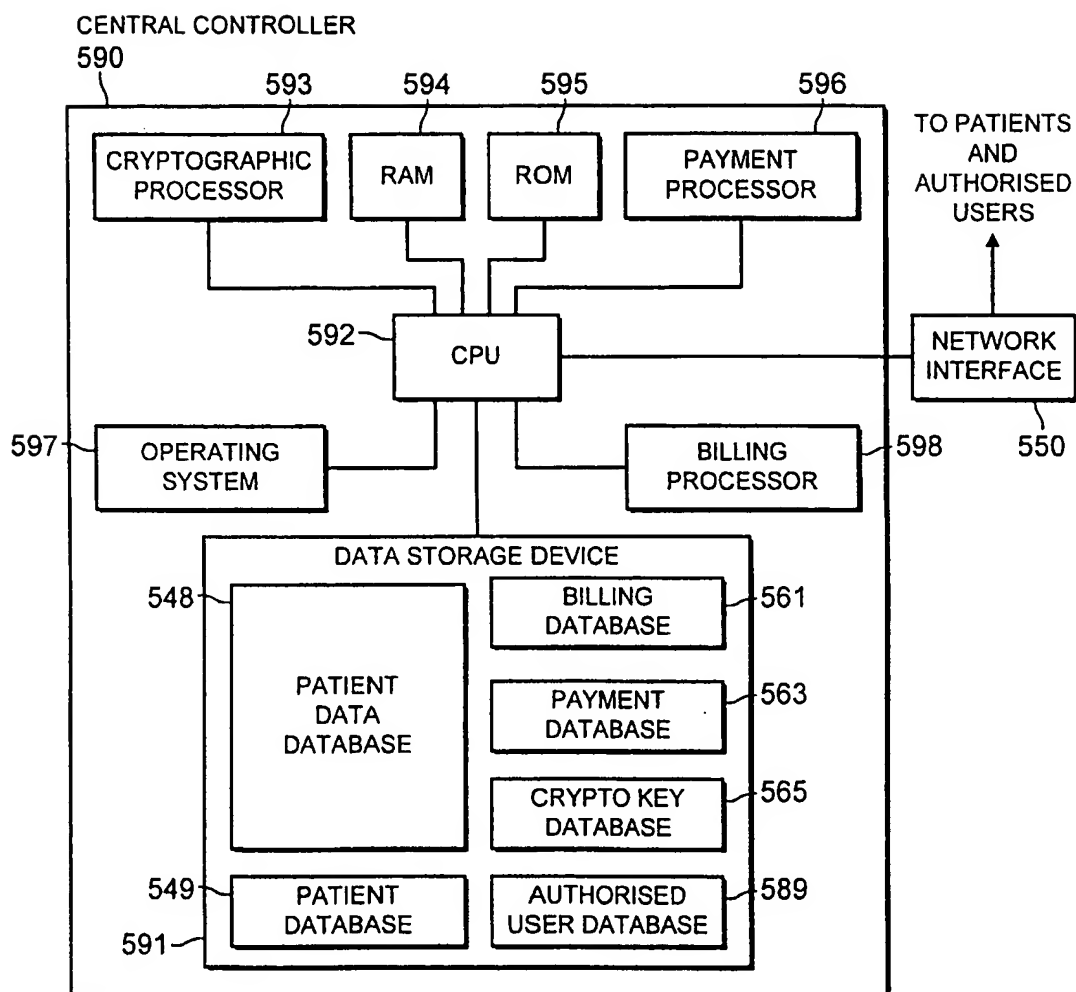 CENTRAL CONTROLLER
590
593
594
595
596
CRYPTOGRAPHIC
PROCESSOR
RAM
ROM
PAYMENT
PROCESSOR
TO PATIENTS
AND
AUTHORISED
USERS
592
CPU
NETWORK
INTERFACE
550
597
OPERATING
SYSTEM
BILLING
PROCESSOR
598
DATA STORAGE DEVICE
548
PATIENT
DATA
DATABASE
BILLING
DATABASE
561
PAYMENT
DATABASE
563
CRYPTO KEY
DATABASE
565
549
PATIENT
DATABASE
AUTHORISED
USER DATABASE
589
591